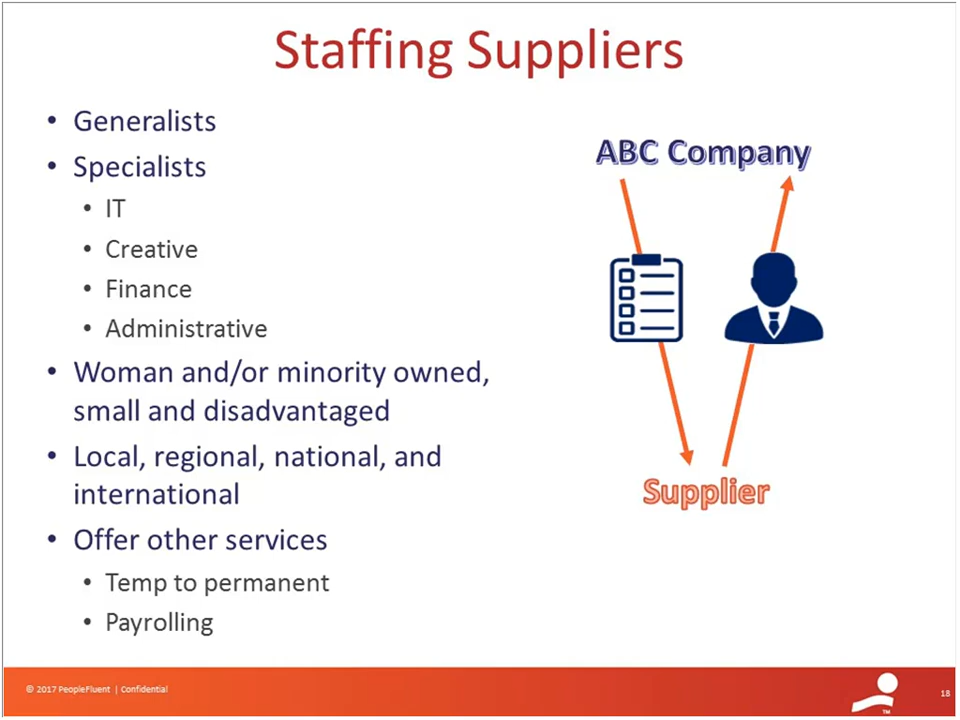 Staffing Suppliers
• Generalists
• Specialists
• IT
• Creative
• Finance
• Administrative
• Woman and/or minority owned,
small and disadvantaged
• Local, regional, national, and
international
• Offer other services
• Temp to permanent
• Payrolling
ABC Company
Supplier
© 2017 PeopleFluent | Confidential
TM
18